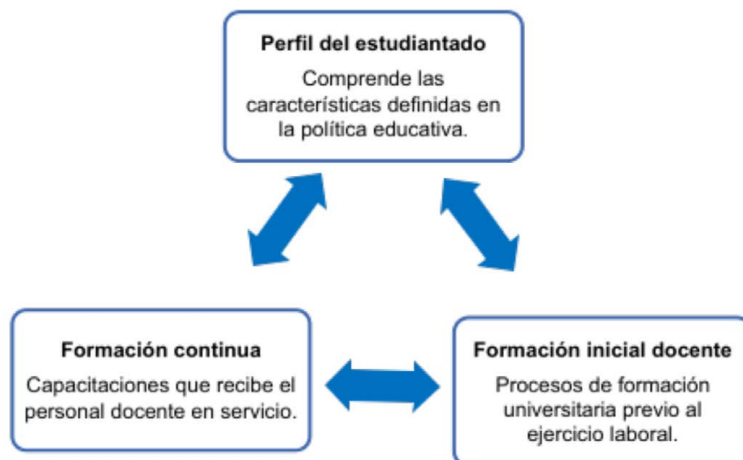 Perfil del estudiantado
Comprende las
características definidas en
la política educativa.
Formación continua
Capacitaciones que recibe el
personal docente en servicio.
Formación inicial docente
Procesos de formación
universitaria previo al
ejercicio laboral.